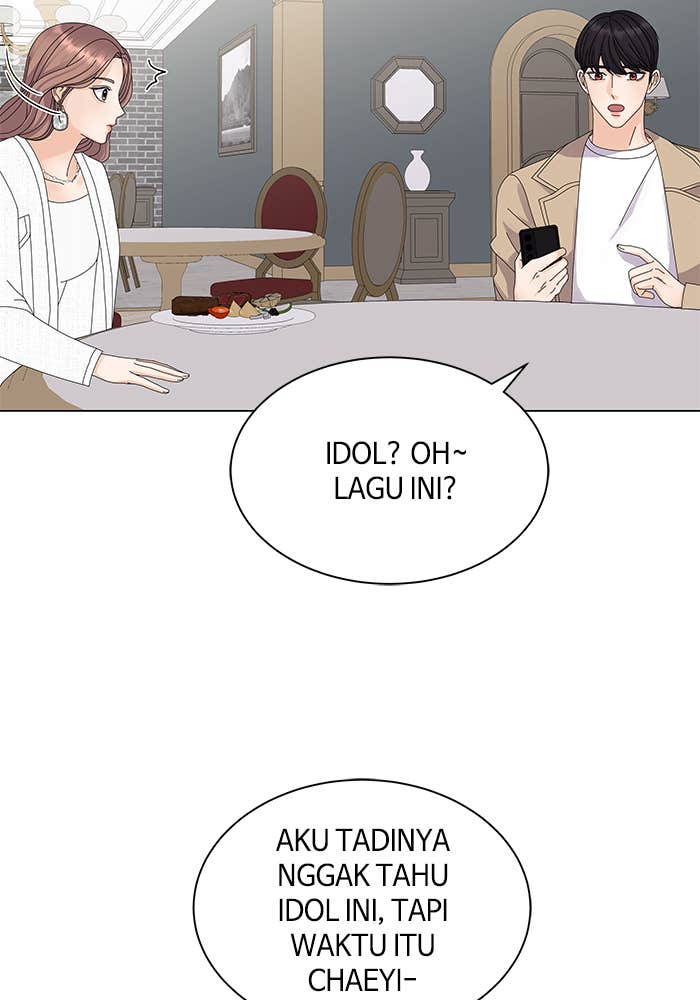 IDOL? OH~
LAGU INI?
AKU TADINYA
NGGAK TAHU
IDOL INI, TAPI
WAKTU ITU
CHAEYI-